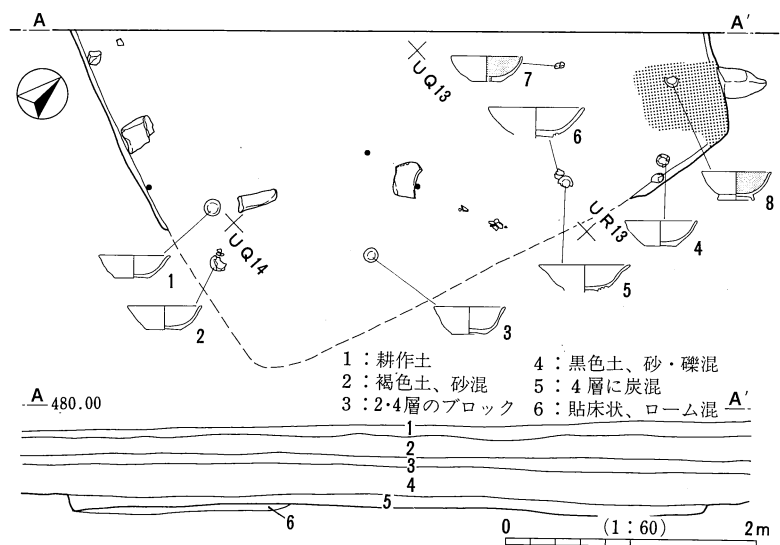 A
A′
UQ13
7
6
8
UR13
4
UQ14
1
5
2
3
1：耕作土
2：褐色土、砂混
3：2・4層のブロック
4：黒色土、砂・礫混
5：4層に炭混
6：貼床状、ローム混
A 480.00
A′
1
2
3
4
5
6
0 (1：60) 2m